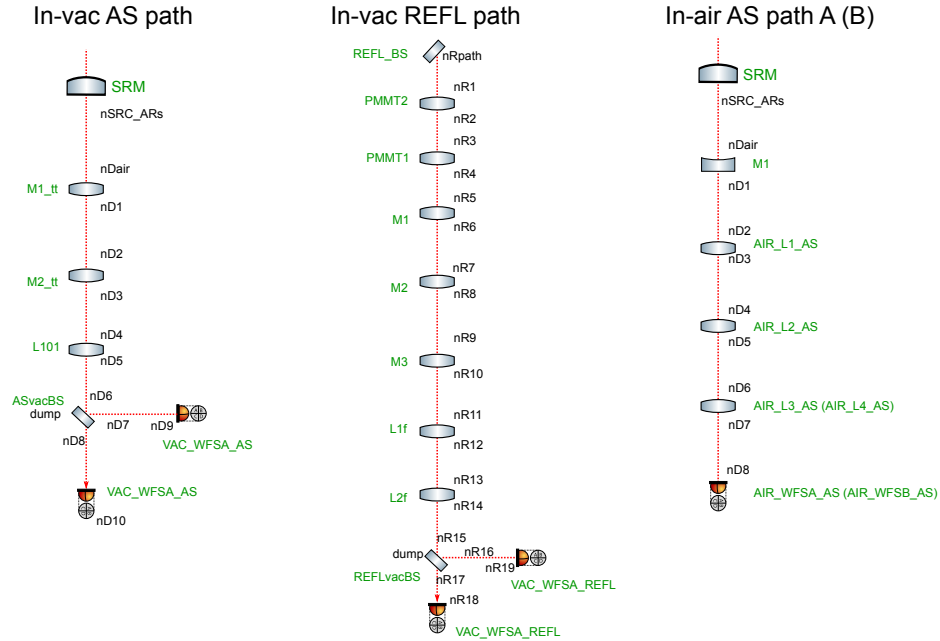 In-vac AS path
SRM
nSRC_ARs
nDair
M1_tt
nD1
nD2
M2_tt
nD3
nD4
L101
nD5
nD6
ASvacBS
dump
nD7
nD9
nD8
VAC_WFSA_AS
VAC_WFSA_AS
nD10
In-vac REFL path
REFL_BS
nRpath
nR1
PMMT2
nR2
nR3
PMMT1
nR4
nR5
M1
nR6
nR7
M2
nR8
nR9
M3
nR10
nR11
L1f
nR12
nR13
L2f
nR14
nR15
dump
nR16
nR19
REFLvacBS
nR17
VAC_WFSA_REFL
nR18
VAC_WFSA_REFL
In-air AS path A (B)
SRM
nSRC_ARs
nDair
M1
nD1
nD2
AIR_L1_AS
nD3
nD4
AIR_L2_AS
nD5
nD6
AIR_L3_AS (AIR_L4_AS)
nD7
nD8
AIR_WFSA_AS (AIR_WFSB_AS)